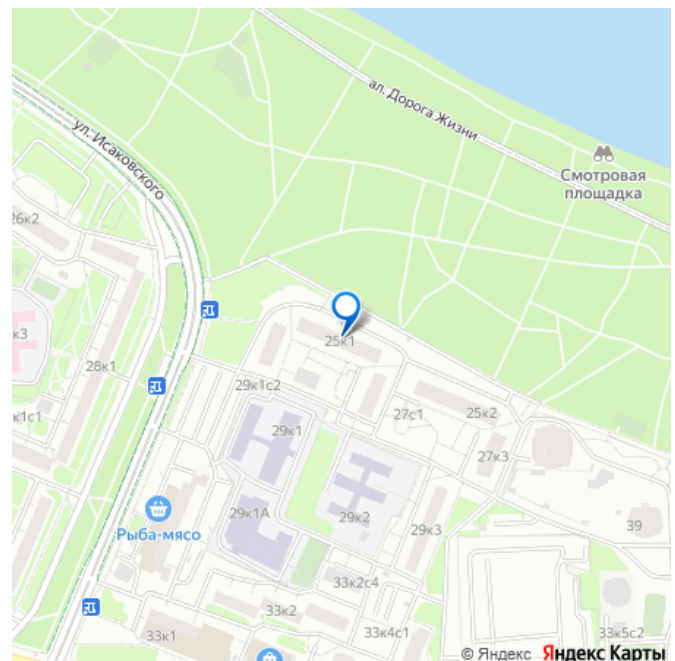 ал. Дорога Жизни
ул. Исаковского
Смотровая
площадка
26к2
к3
28к1
25к1
29к1с2
27с1
25к2
к1с1
29к1
27к3
Рыба-мясо
29к1А
29к2
29к3
39
33к2с4
33к2
33к1
33к4с1
33к5с2
© Яндекс Яндекс Карты